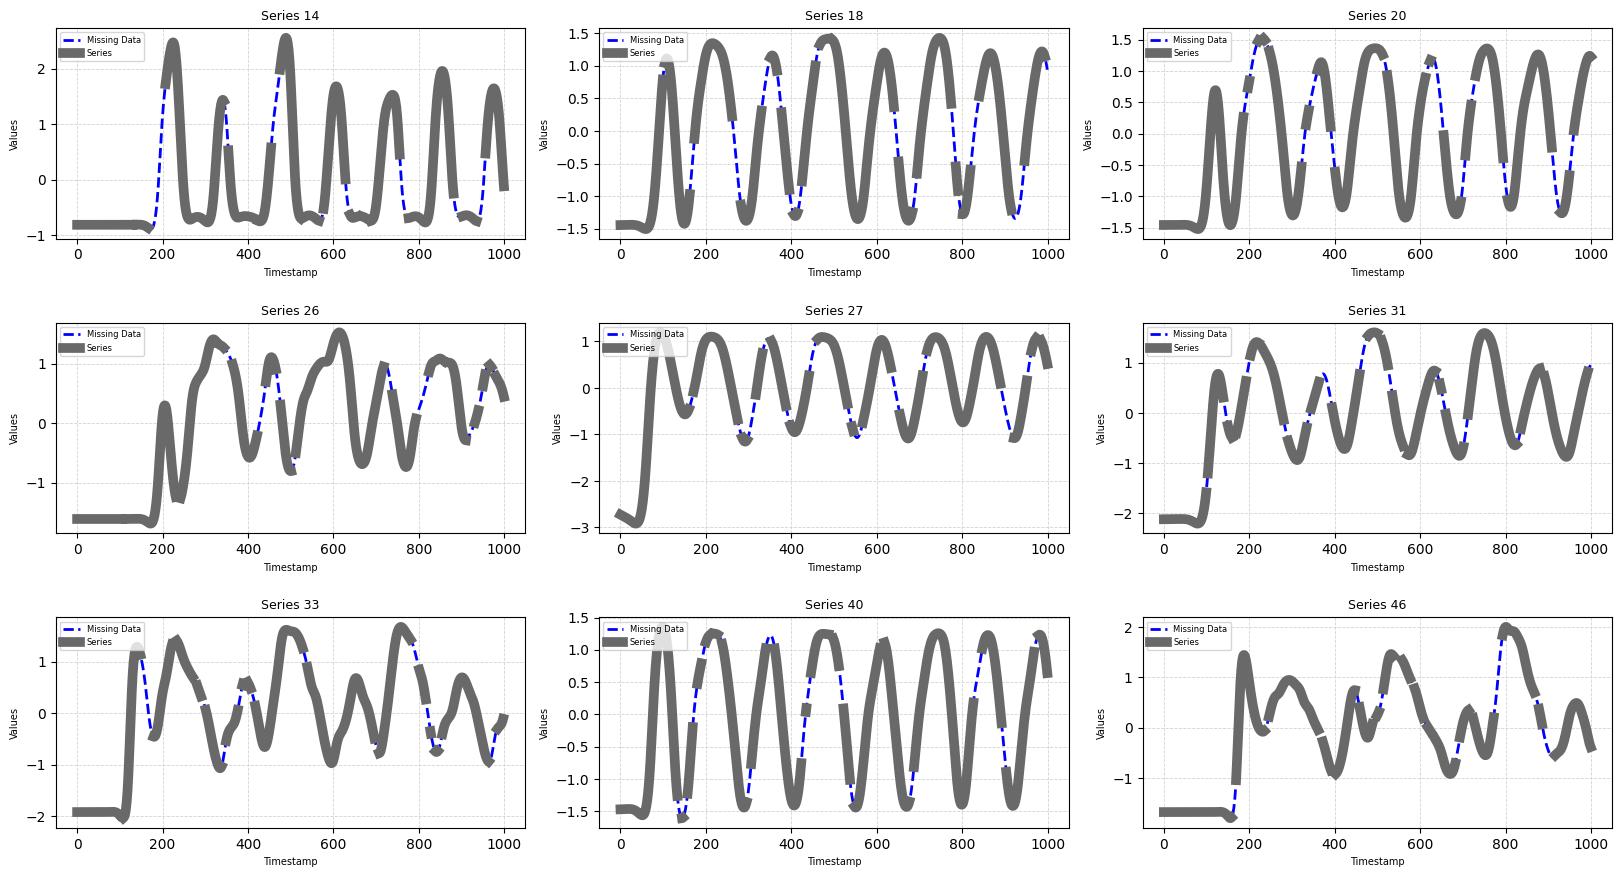 Series 14
Missing Data
Series
Values
2
1
0
−1
0 200 400 600 800 1000
Timestamp
Series 18
Missing Data
Series
Values
1.5
1.0
0.5
0.0
−0.5
−1.0
−1.5
0 200 400 600 800 1000
Timestamp
Series 20
Missing Data
Series
Values
1.5
1.0
0.5
0.0
−0.5
−1.0
−1.5
0 200 400 600 800 1000
Timestamp
Series 26
Missing Data
Series
Values
1
0
−1
0 200 400 600 800 1000
Timestamp
Series 27
Missing Data
Series
Values
1
0
−1
−2
−3
0 200 400 600 800 1000
Timestamp
Series 31
Missing Data
Series
Values
1
0
−1
−2
0 200 400 600 800 1000
Timestamp
Series 33
Missing Data
Series
Values
1
0
−1
−2
0 200 400 600 800 1000
Timestamp
Series 40
Missing Data
Series
Values
1.5
1.0
0.5
0.0
−0.5
−1.0
−1.5
0 200 400 600 800 1000
Timestamp
Series 46
Missing Data
Series
Values
2
1
0
−1
0 200 400 600 800 1000
Timestamp